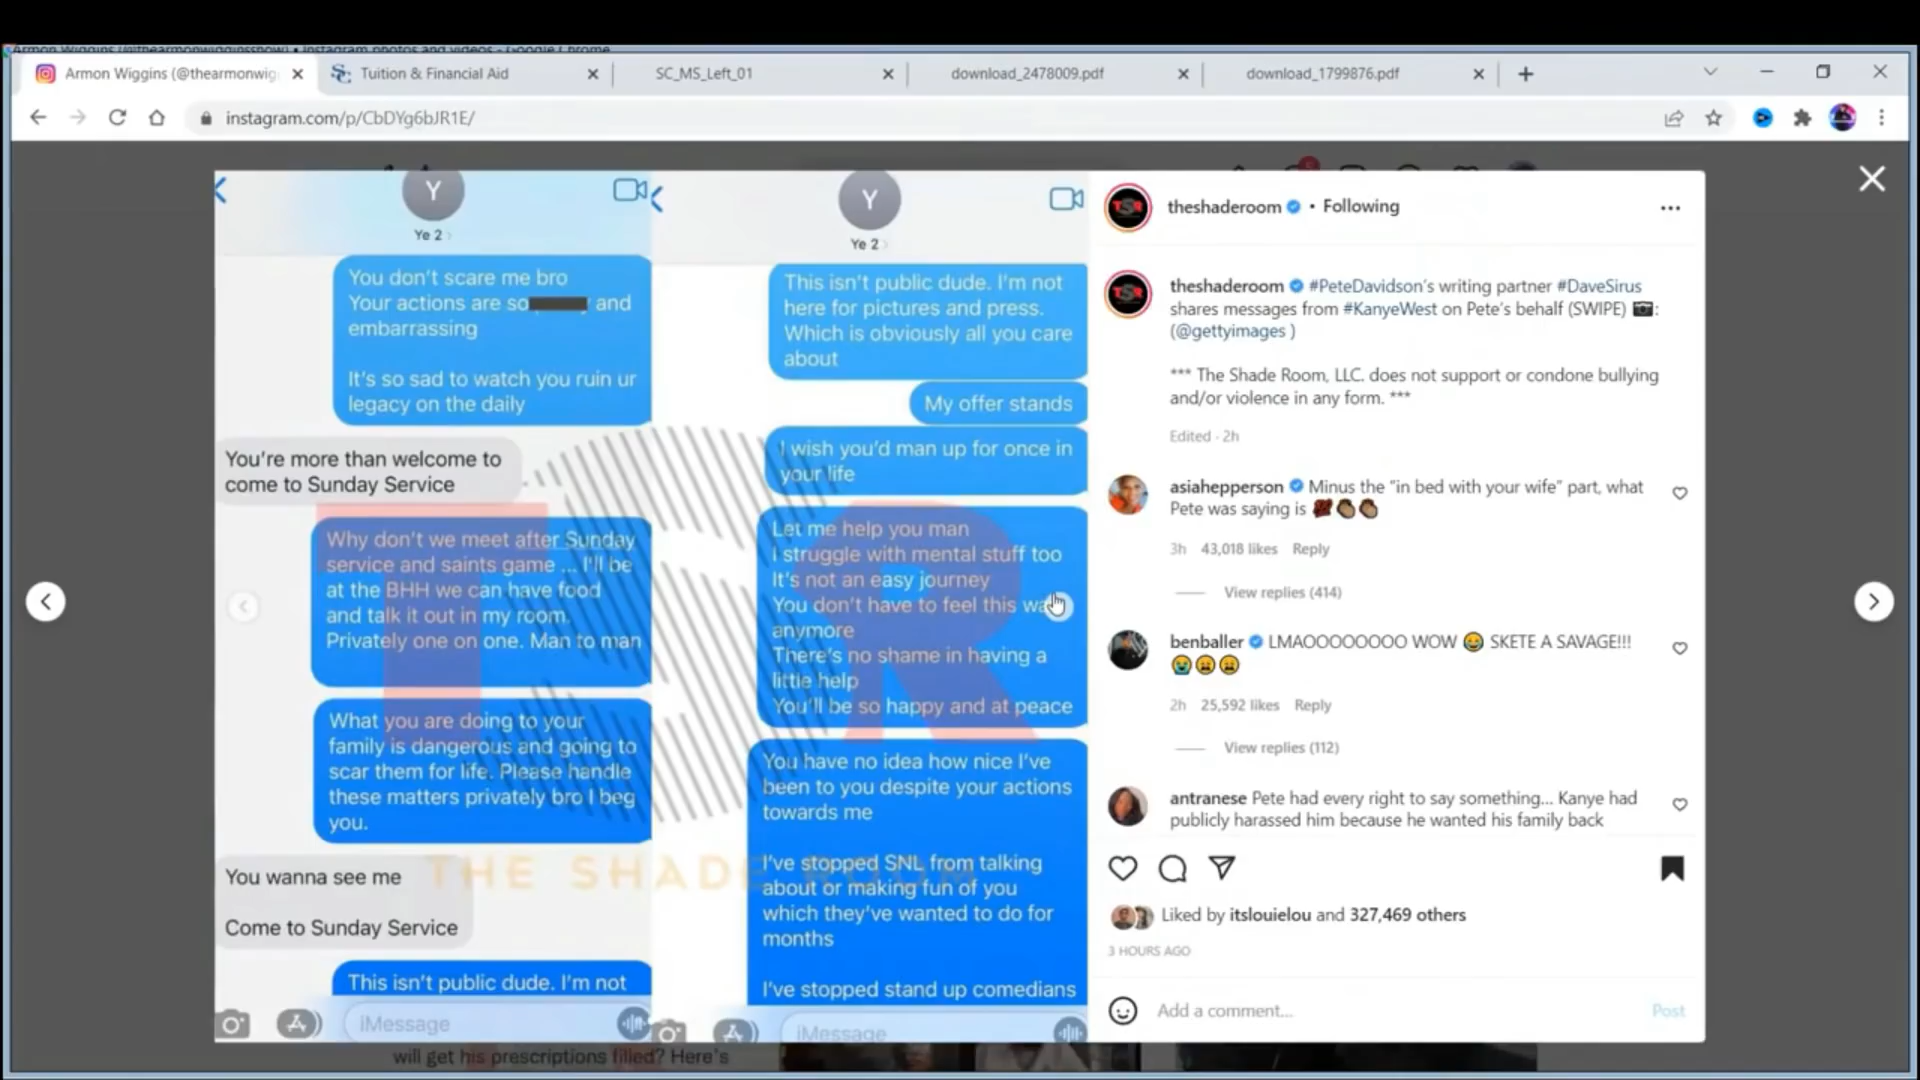 Armon Wiggins (@thearmonwigginsshow) • Instagram photos and videos - Google Chrome
Armon Wiggins (@thearmonwig
Tuition & Financial Aid
SC_MS_Left_01
download_2478009.pdf
download_1799876.pdf
instagram.com/p/CbDYg6bJR1E/
Y
Ye 2
You don't scare me bro
Your actions are so and
embarrassing
It's so sad to watch you ruin ur
legacy on the daily
You're more than welcome to
come to Sunday Service
Why don't we meet after Sunday
service and saints game ... I'll be
at the BHH we can have food
and talk it out in my room.
Privately one on one. Man to man
What you are doing to your
family is dangerous and going to
scar them for life. Please handle
these matters privately bro I beg
you.
You wanna see me
Come to Sunday Service
This isn't public dude. I'm not
iMessage
Y
Ye 2
This isn't public dude. I'm not
here for pictures and press.
Which is obviously all you care
about
My offer stands
I wish you'd man up for once in
your life
Let me help you man
I struggle with mental stuff too
It's not an easy journey
You don't have to feel this wa
anymore
There's no shame in having a
little help
You'll be so happy and at peace
You have no idea how nice I've
been to you despite your actions
towards me
I've stopped SNL from talking
about or making fun of you
which they've wanted to do for
months
I've stopped stand up comedians
iMessage
TSR
THE SHADE ROOM
TSR
theshaderoom • Following
TSR
theshaderoom #PeteDavidson's writing partner #DaveSirus
shares messages from #KanyeWest on Pete's behalf (SWIPE) 📷:
(@gettyimages )
*** The Shade Room, LLC. does not support or condone bullying
and/or violence in any form. ***
Edited · 2h
asiahepperson Minus the "in bed with your wife" part, what
Pete was saying is 💯👏🏾👏🏾
3h 43,018 likes Reply
View replies (414)
benballer LMAOOOOOOOO WOW 😂 SKETE A SAVAGE!!!
😭😩😩
2h 25,592 likes Reply
View replies (112)
antranese Pete had every right to say something... Kanye had
publicly harassed him because he wanted his family back
Liked by itslouielou and 327,469 others
3 HOURS AGO
Add a comment...
Post
will get his prescriptions filled? Here's